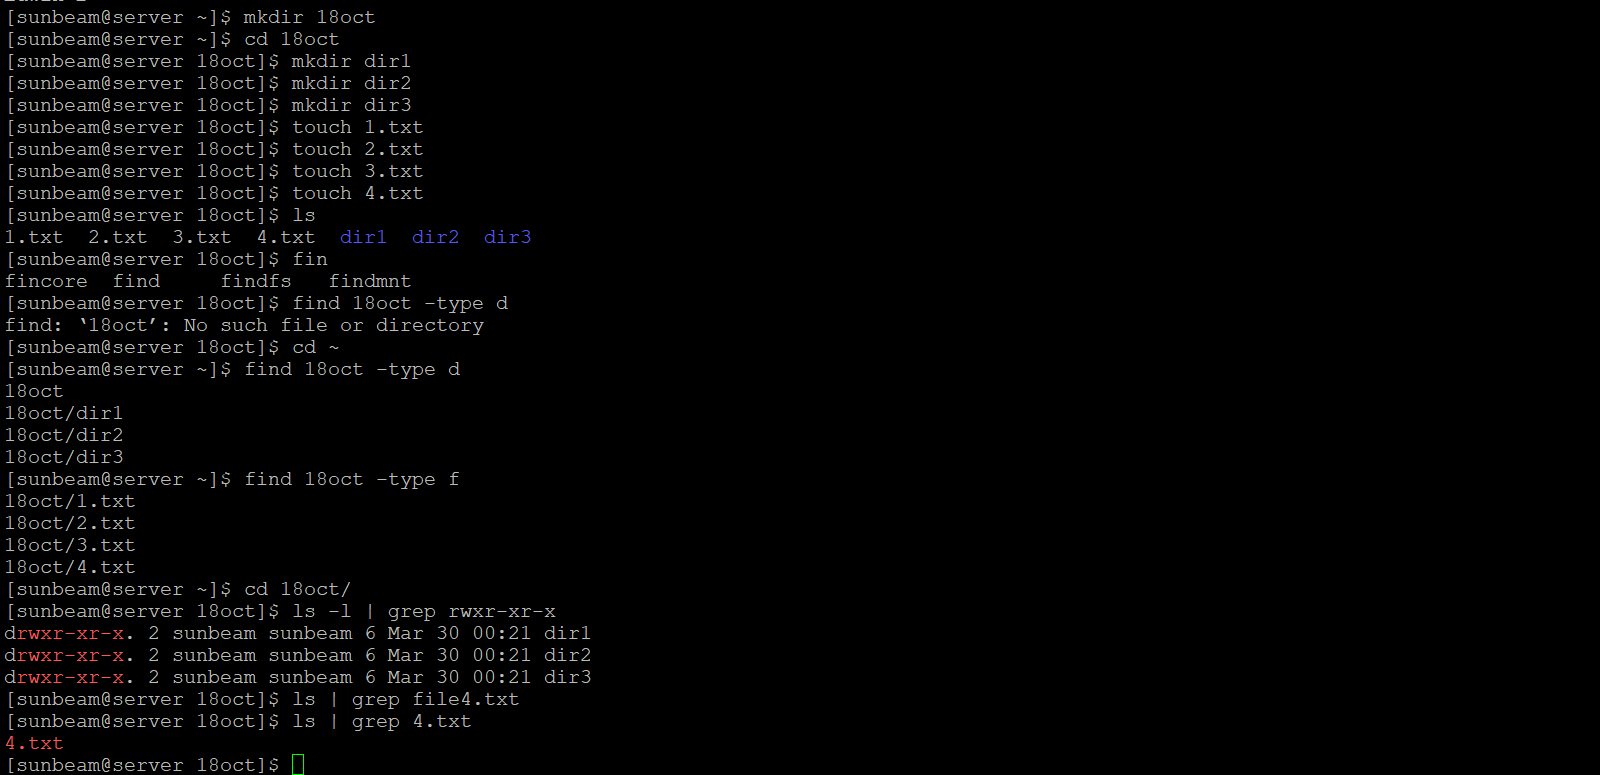 [sunbeam@server ~]$ mkdir 18oct
[sunbeam@server ~]$ cd 18oct
[sunbeam@server 18oct]$ mkdir dir1
[sunbeam@server 18oct]$ mkdir dir2
[sunbeam@server 18oct]$ mkdir dir3
[sunbeam@server 18oct]$ touch 1.txt
[sunbeam@server 18oct]$ touch 2.txt
[sunbeam@server 18oct]$ touch 3.txt
[sunbeam@server 18oct]$ touch 4.txt
[sunbeam@server 18oct]$ ls
1.txt  2.txt  3.txt  4.txt  dir1  dir2  dir3
[sunbeam@server 18oct]$ fin
fincore  find     findfs   findmnt
[sunbeam@server 18oct]$ find 18oct -type d
find: ‘18oct’: No such file or directory
[sunbeam@server 18oct]$ cd ~
[sunbeam@server ~]$ find 18oct -type d
18oct
18oct/dir1
18oct/dir2
18oct/dir3
[sunbeam@server ~]$ find 18oct -type f
18oct/1.txt
18oct/2.txt
18oct/3.txt
18oct/4.txt
[sunbeam@server ~]$ cd 18oct/
[sunbeam@server 18oct]$ ls -l | grep rwxr-xr-x
drwxr-xr-x. 2 sunbeam sunbeam 6 Mar 30 00:21 dir1
drwxr-xr-x. 2 sunbeam sunbeam 6 Mar 30 00:21 dir2
drwxr-xr-x. 2 sunbeam sunbeam 6 Mar 30 00:21 dir3
[sunbeam@server 18oct]$ ls | grep file4.txt
[sunbeam@server 18oct]$ ls | grep 4.txt
4.txt
[sunbeam@server 18oct]$